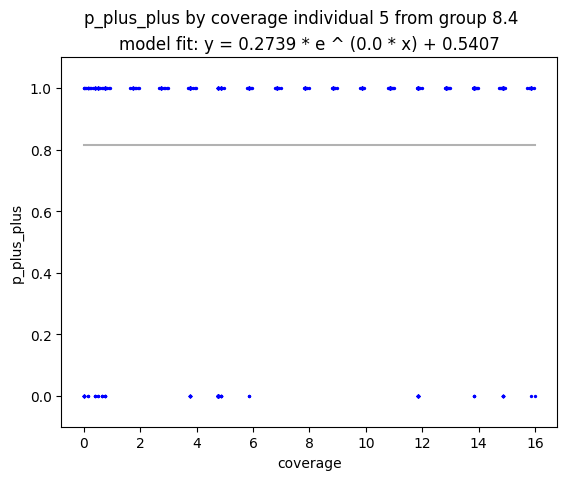 p_plus_plus by coverage individual 5 from group 8.4
model fit: y = 0.2739 * e ^ (0.0 * x) + 0.5407
1.0
0.8
0.6
0.4
0.2
0.0
p_plus_plus
0 2 4 6 8 10 12 14 16
coverage